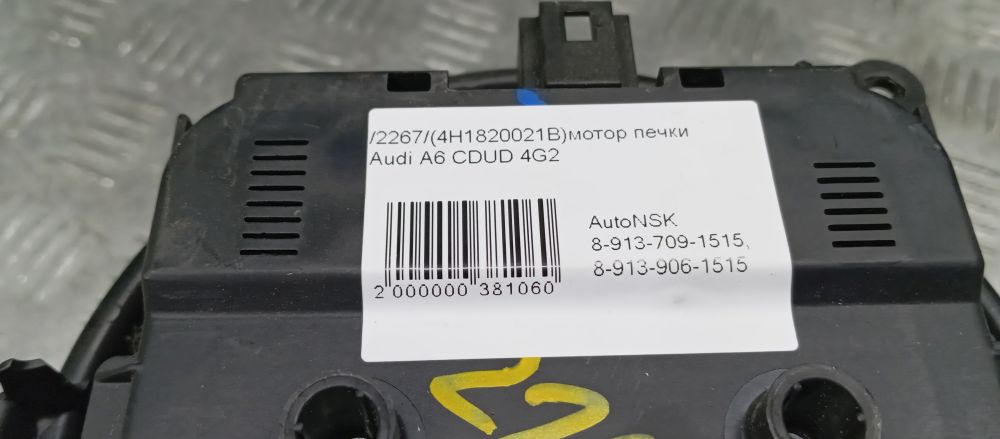 /2267/(4H1820021B)мотор печки
Audi A6 CDUD 4G2
AutoNSK
8-913-709-1515,
8-913-906-1515
2 000000 381060